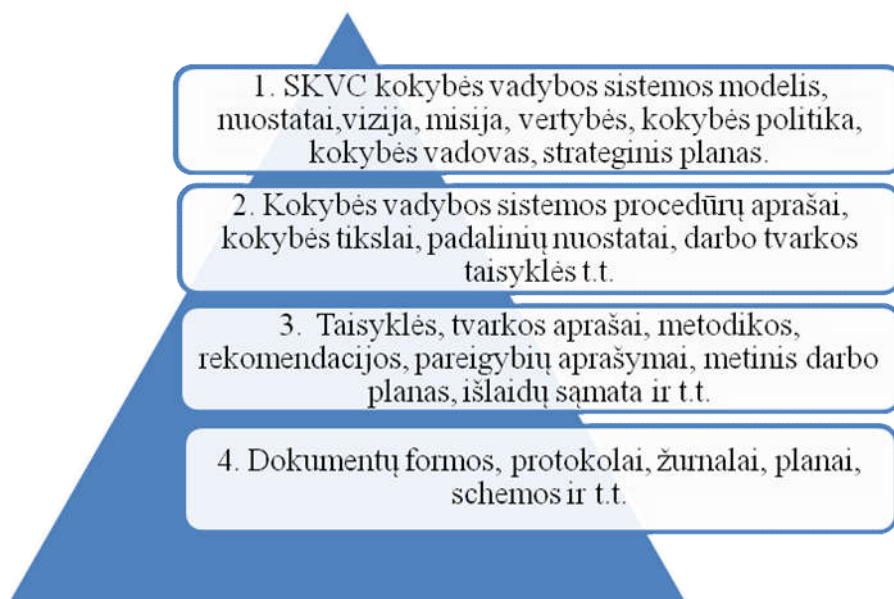 1. SKVC kokybės vadybos sistemos modelis,
nuostatai,vizija, misija, vertybės, kokybės politika,
kokybės vadovas, strateginis planas.
2. Kokybės vadybos sistemos procedūrų aprašai,
kokybės tikslai, padalinių nuostatai, darbo tvarkos
taisyklės t.t.
3. Taisyklės, tvarkos aprašai, metodikos,
rekomendacijos, pareigybių aprašymai, metinis darbo
planas, išlaidų sąmata ir t.t.
4. Dokumentų formos, protokolai, žurnalai, planai,
schemos ir t.t.